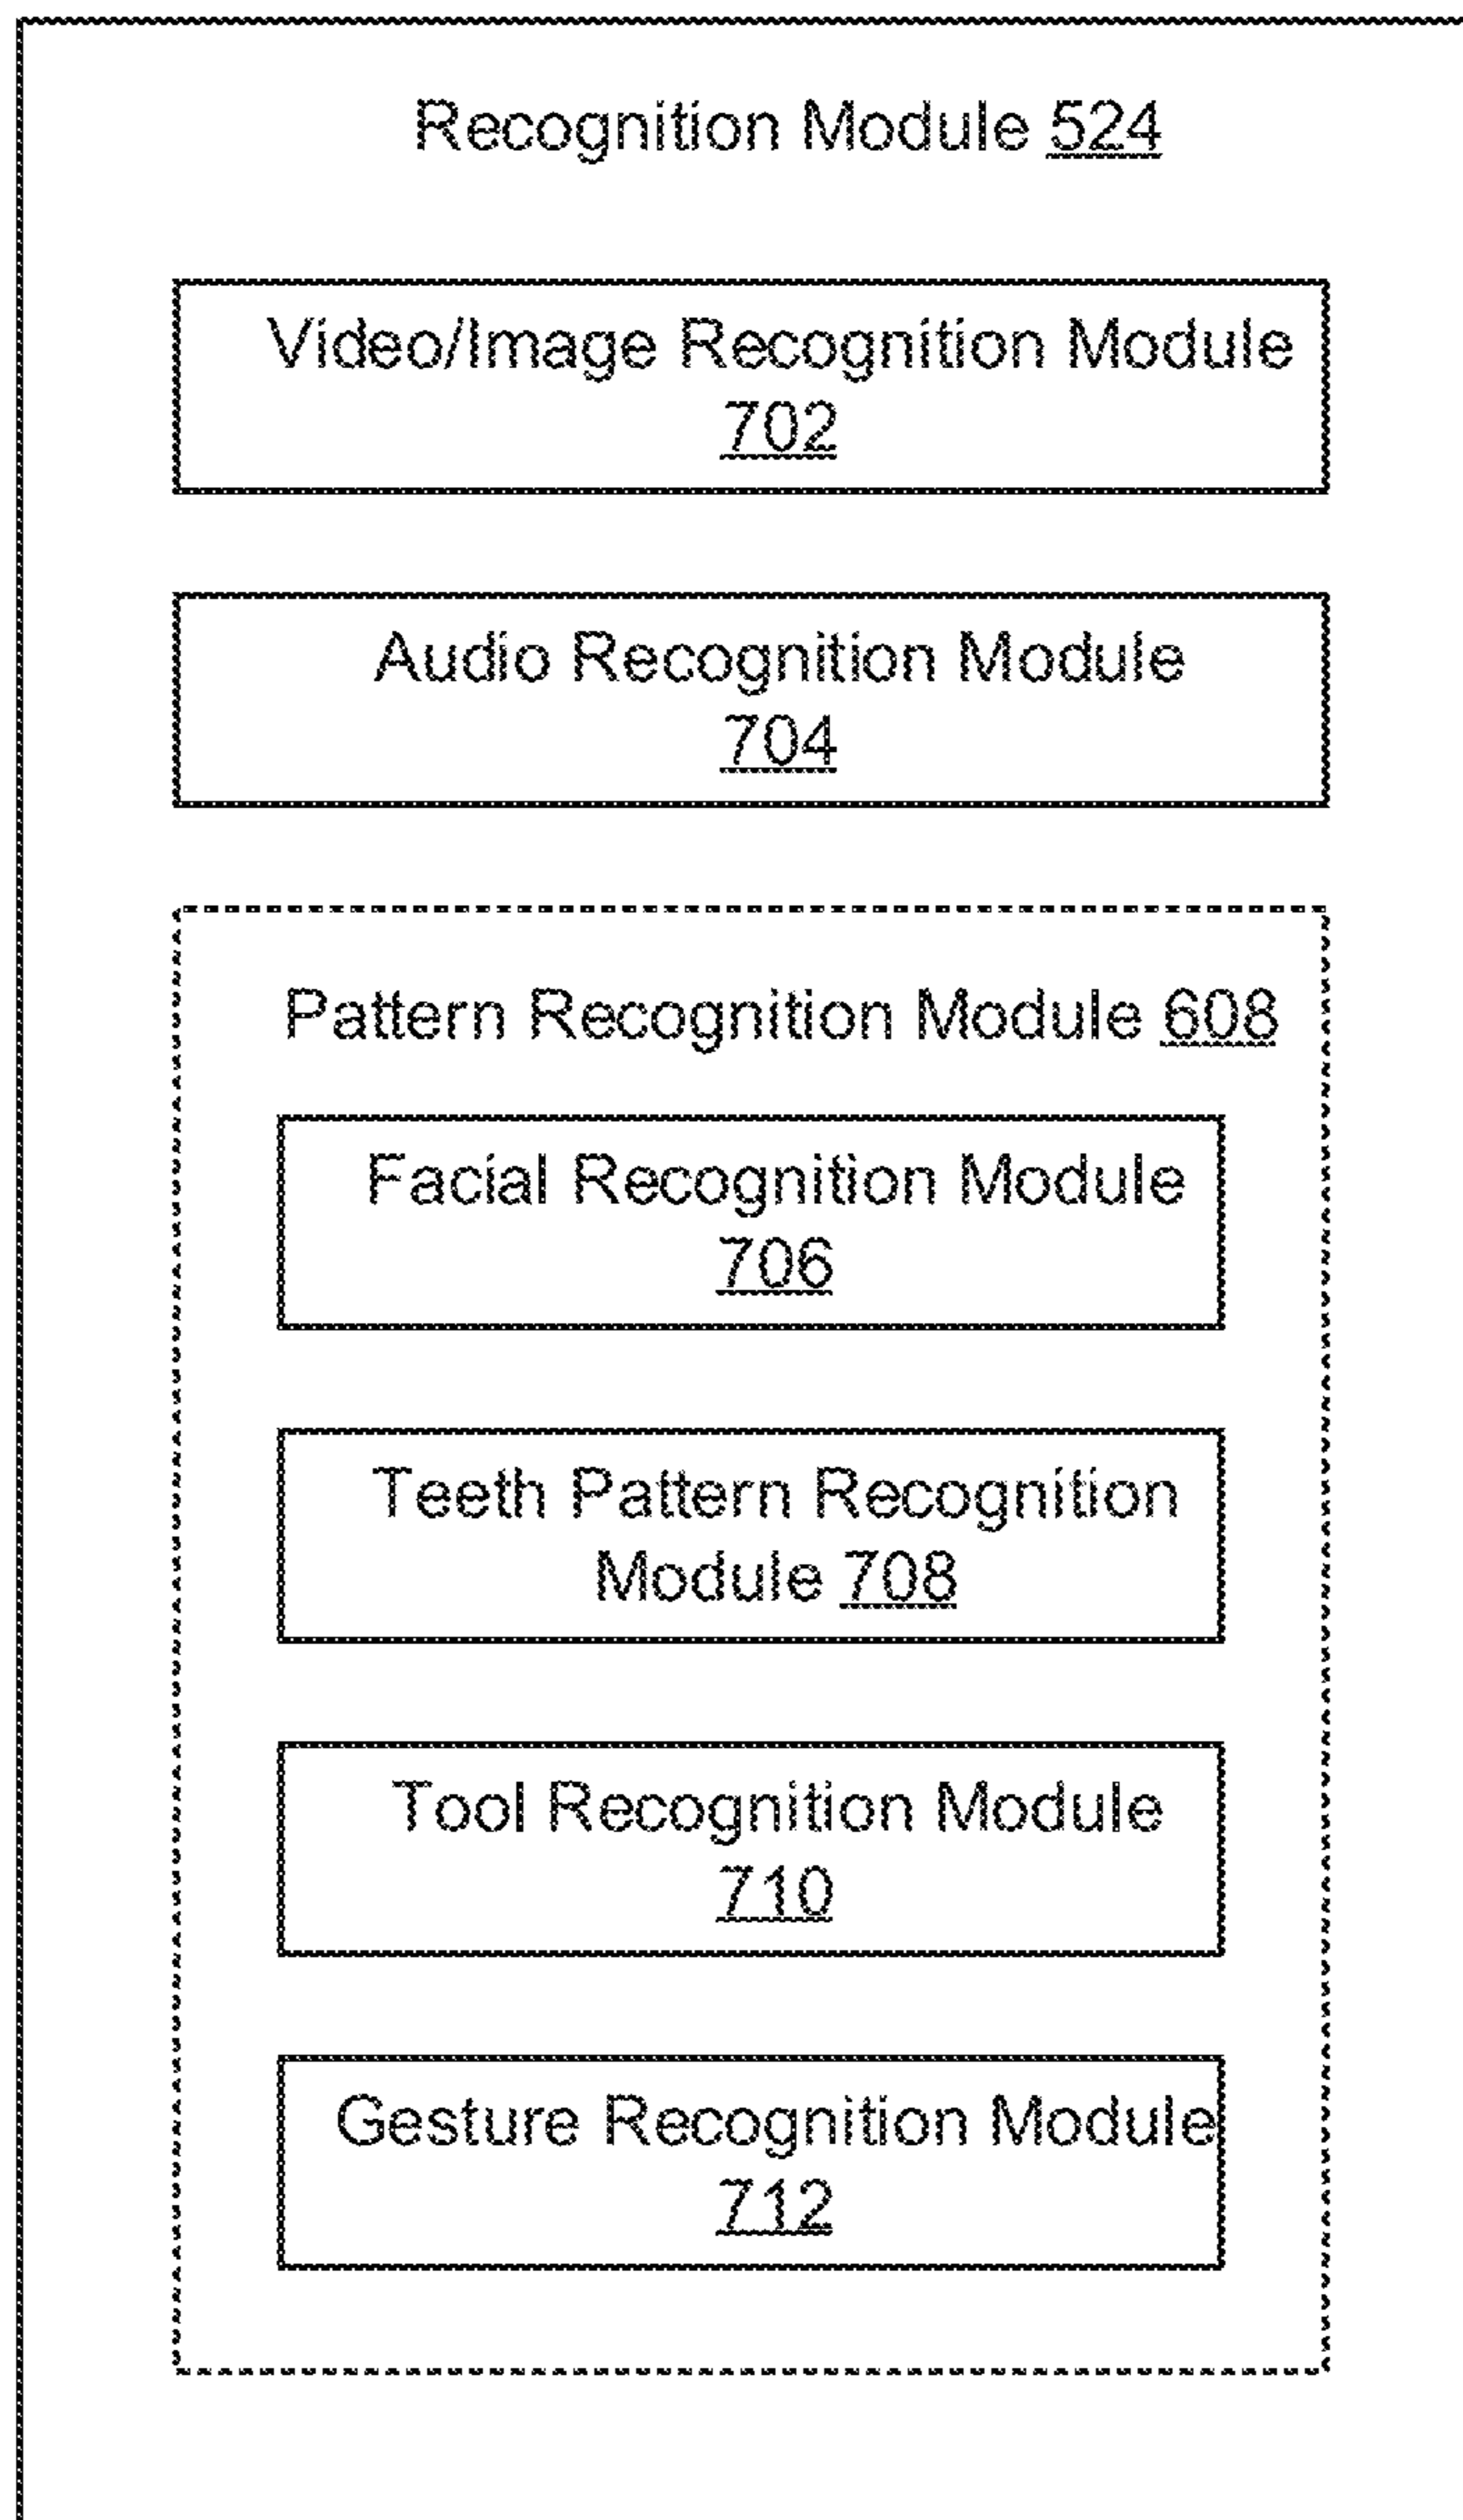 Recognition Module 524
Video/Image Recognition Module
702
Audio Recognition Module
704
Pattern Recognition Module 608
Facial Recognition Module
706
Teeth Pattern Recognition
Module 708
Tool Recognition Module
710
Gesture Recognition Module
712